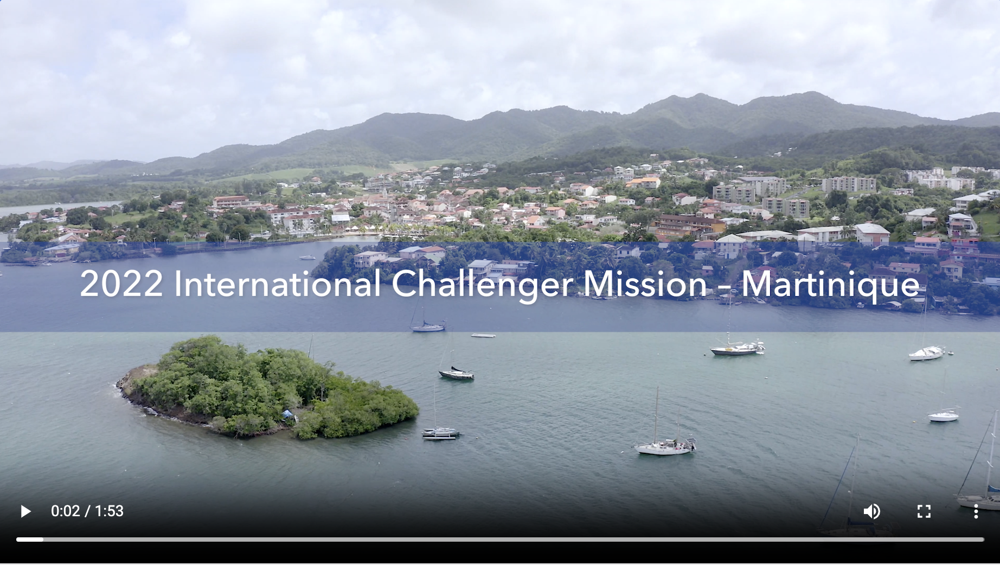 2022 International Challenger Mission – Martinique
0:02 / 1:53